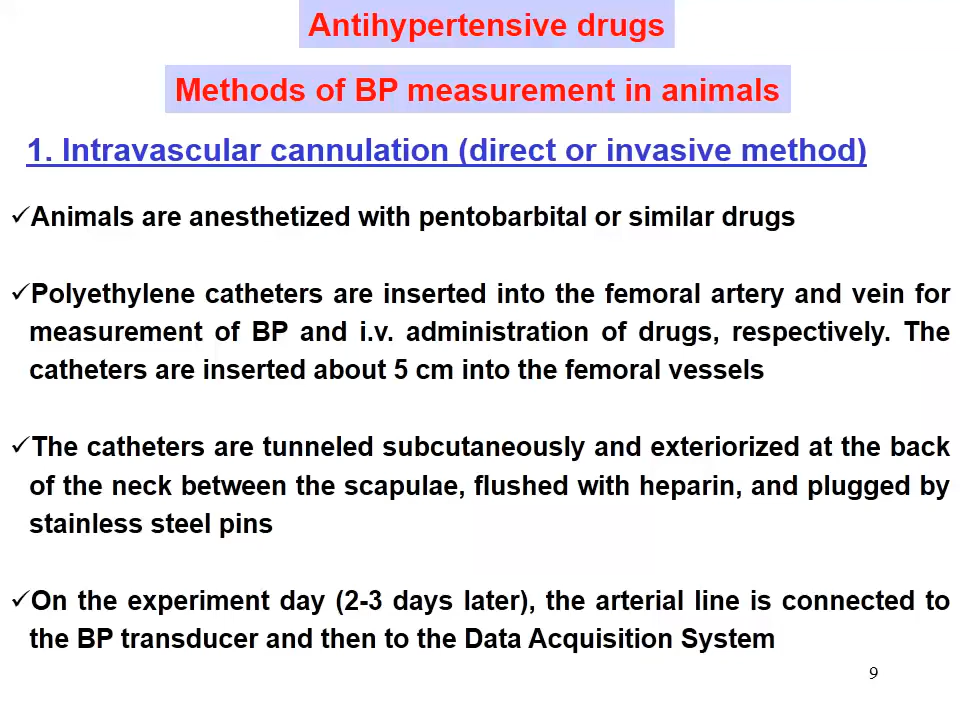 Antihypertensive drugs
Methods of BP measurement in animals
1. Intravascular cannulation (direct or invasive method)
✓Animals are anesthetized with pentobarbital or similar drugs
✓Polyethylene catheters are inserted into the femoral artery and vein for
measurement of BP and i.v. administration of drugs, respectively. The
catheters are inserted about 5 cm into the femoral vessels
✓The catheters are tunneled subcutaneously and exteriorized at the back
of the neck between the scapulae, flushed with heparin, and plugged by
stainless steel pins
✓On the experiment day (2-3 days later), the arterial line is connected to
the BP transducer and then to the Data Acquisition System
9